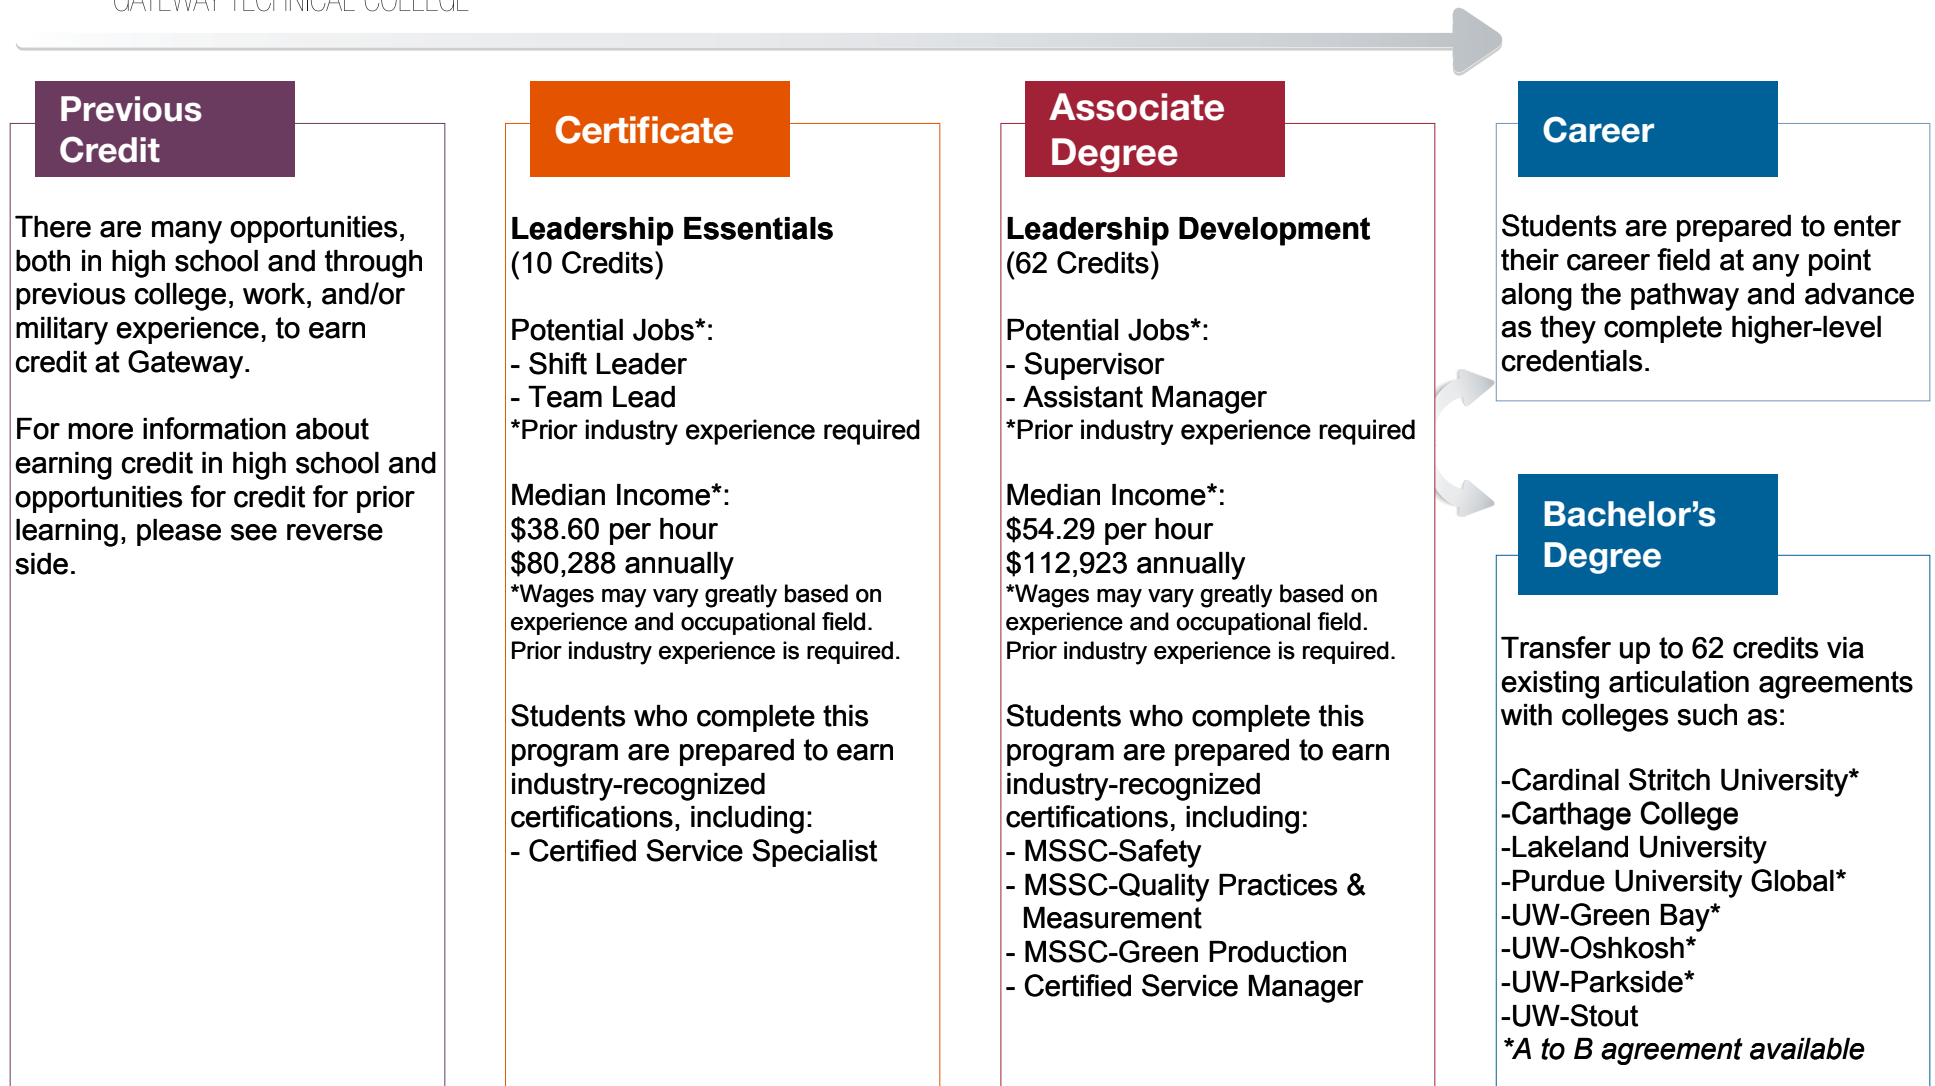 GATEWAY TECHNICAL COLLEGE
Previous
Credit
There are many opportunities,
both in high school and through
previous college, work, and/or
military experience, to earn
credit at Gateway.
For more information about
earning credit in high school and
opportunities for credit for prior
learning, please see reverse
side.
Certificate
Leadership Essentials
(10 Credits)
Potential Jobs*:
- Shift Leader
- Team Lead
*Prior industry experience required
Median Income*:
$38.60 per hour
$80,288 annually
*Wages may vary greatly based on
experience and occupational field.
Prior industry experience is required.
Students who complete this
program are prepared to earn
industry-recognized
certifications, including:
- Certified Service Specialist
Associate
Degree
Leadership Development
(62 Credits)
Potential Jobs*:
- Supervisor
- Assistant Manager
*Prior industry experience required
Median Income*:
$54.29 per hour
$112,923 annually
*Wages may vary greatly based on
experience and occupational field.
Prior industry experience is required.
Students who complete this
program are prepared to earn
industry-recognized
certifications, including:
- MSSC-Safety
- MSSC-Quality Practices &
Measurement
- MSSC-Green Production
- Certified Service Manager
Career
Students are prepared to enter
their career field at any point
along the pathway and advance
as they complete higher-level
credentials.
Bachelor's
Degree
Transfer up to 62 credits via
existing articulation agreements
with colleges such as:
-Cardinal Stritch University*
-Carthage College
-Lakeland University
-Purdue University Global*
-UW-Green Bay*
-UW-Oshkosh*
-UW-Parkside*
-UW-Stout
*A to B agreement available